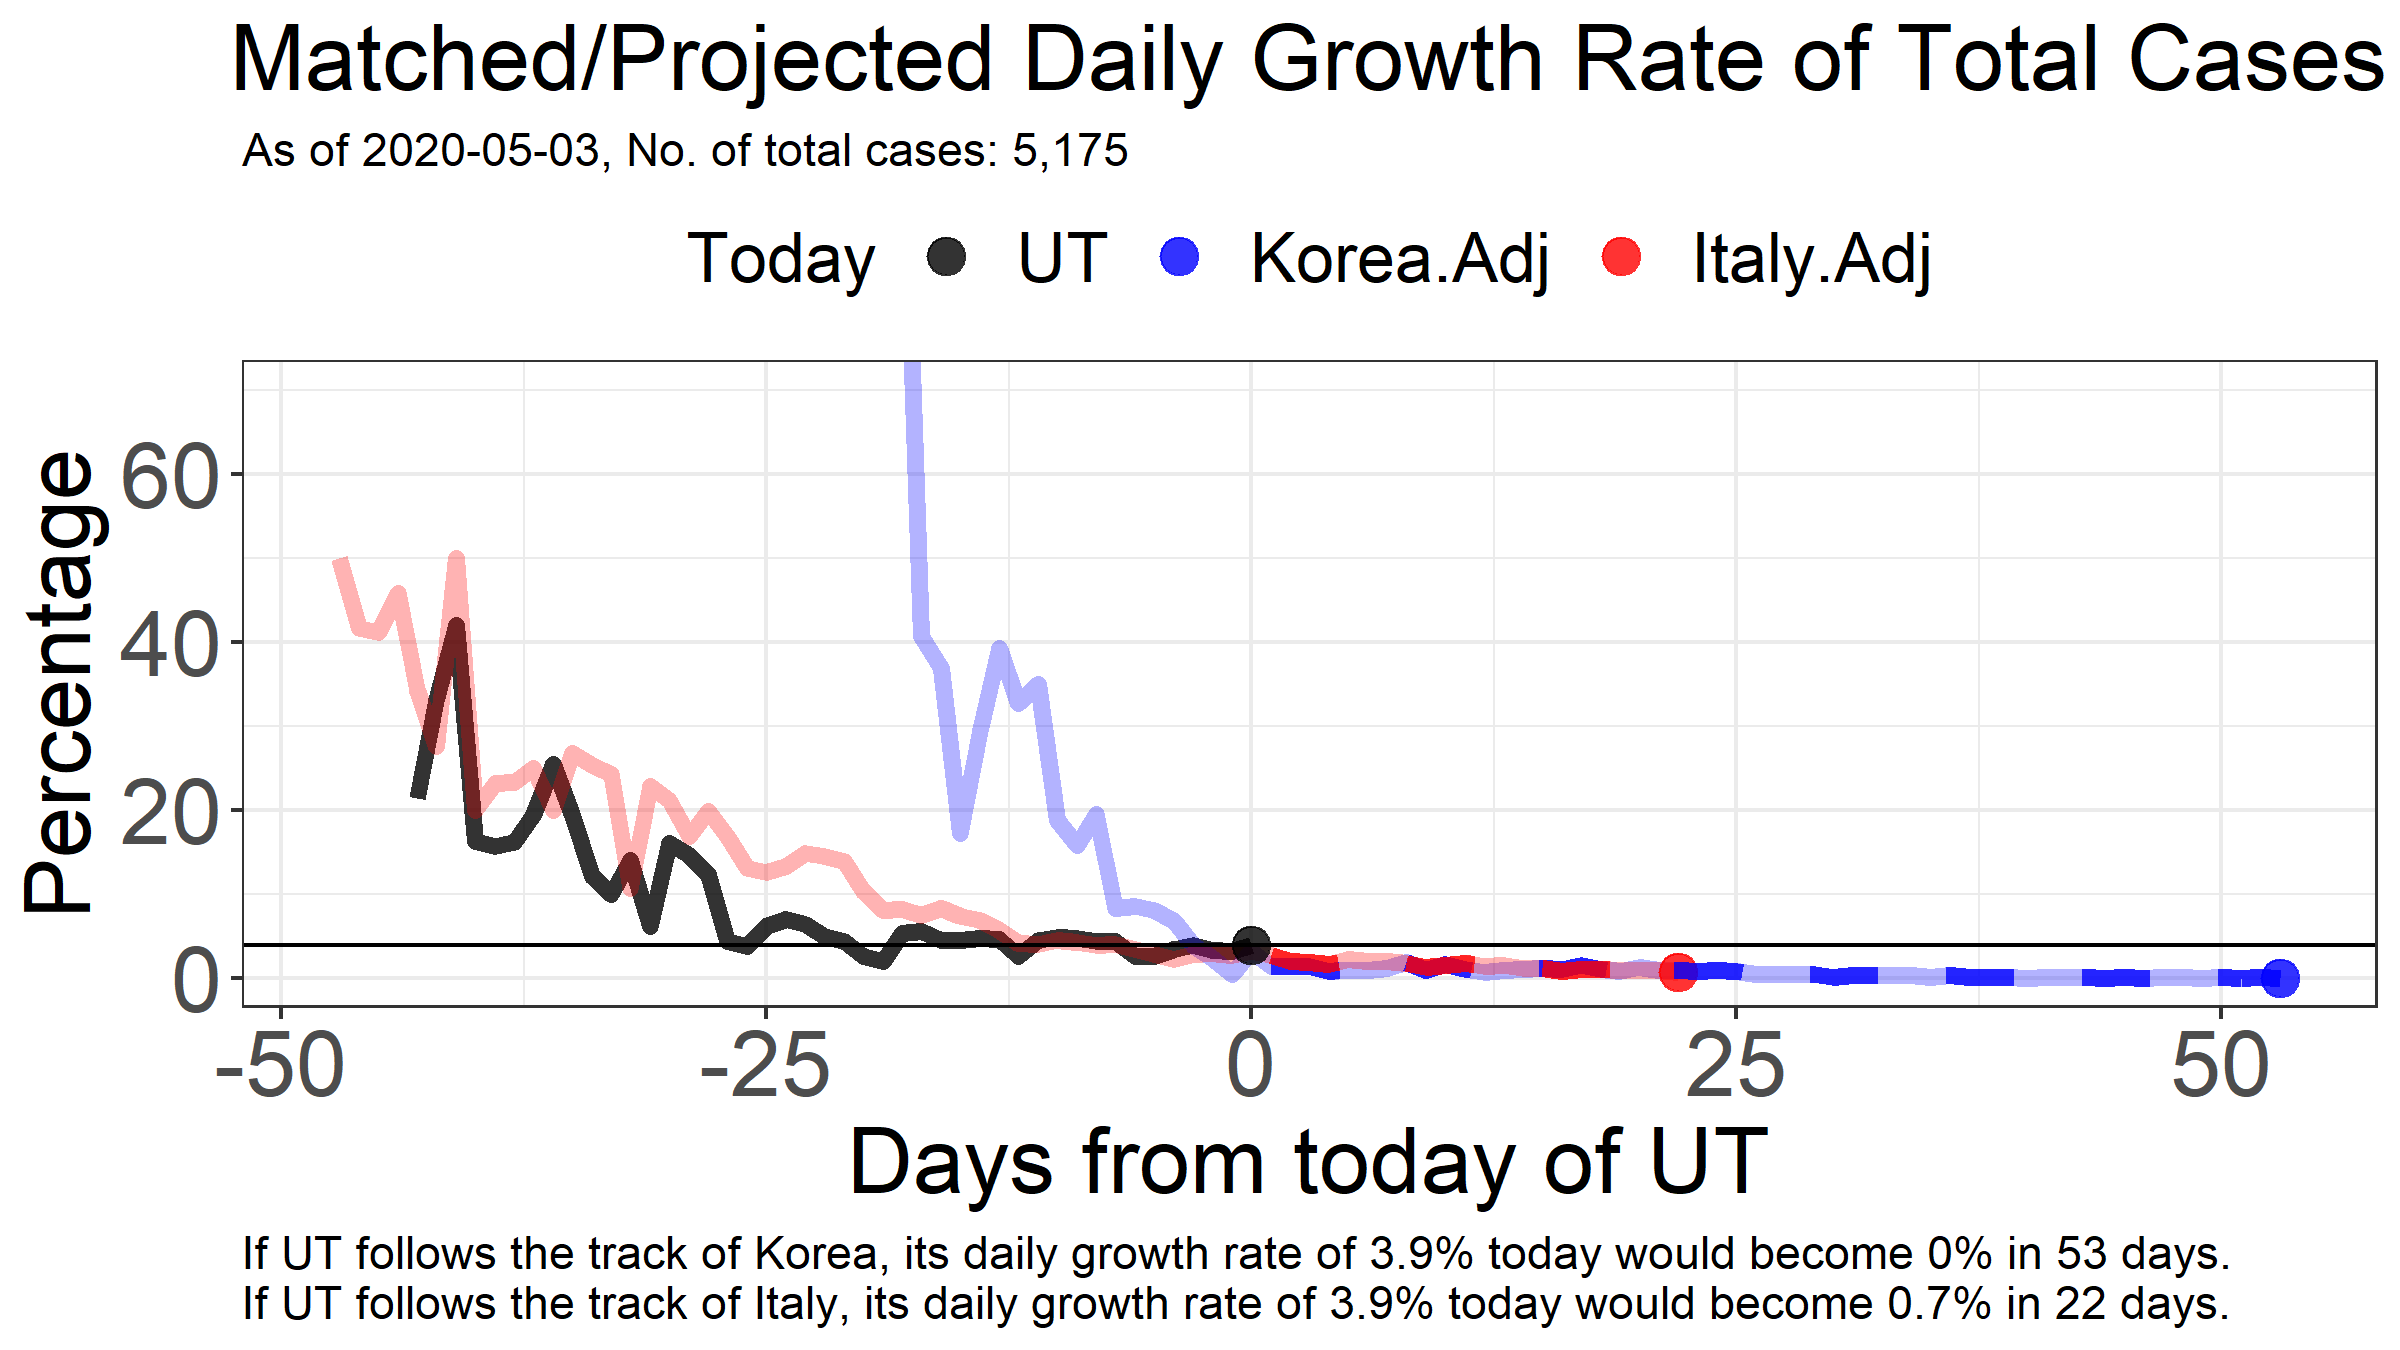 Matched/Projected Daily Growth Rate of Total Cases
As of 2020-05-03, No. of total cases: 5,175
Today UT Korea.Adj Italy.Adj
Percentage
60
40
20
0
-50 -25 0 25 50
Days from today of UT
If UT follows the track of Korea, its daily growth rate of 3.9% today would become 0% in 53 days.
If UT follows the track of Italy, its daily growth rate of 3.9% today would become 0.7% in 22 days.